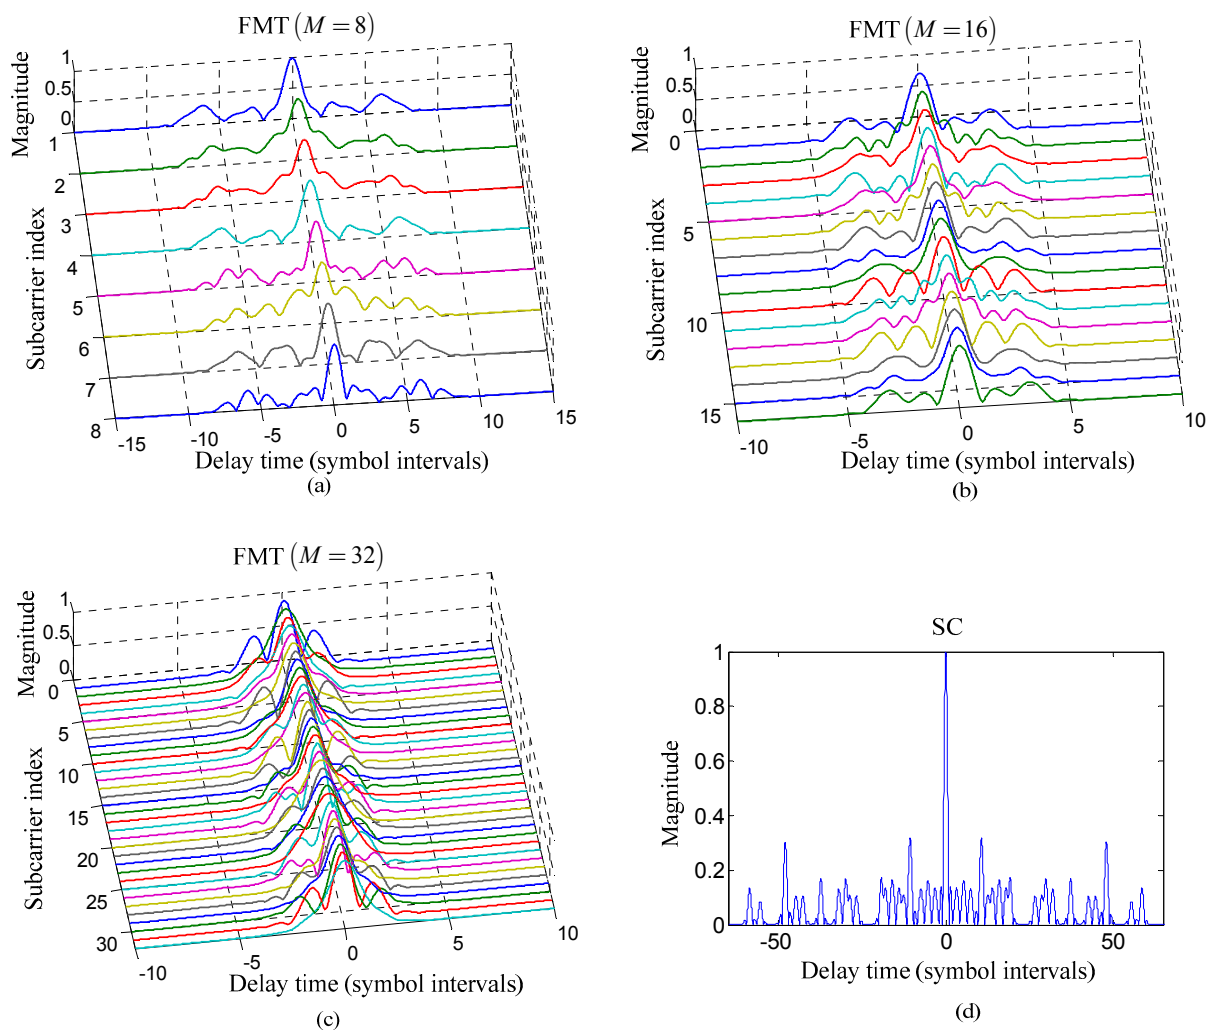 FMT (M = 8)
1
0.5
0
Magnitude
1
2
3
4
5
6
7
8
Subcarrier index
-15
-10
-5
0
5
10
15
Delay time (symbol intervals)
(a)
FMT (M = 16)
1
0.5
0
Magnitude
0
5
10
15
Subcarrier index
-10
-5
0
5
10
Delay time (symbol intervals)
(b)
FMT (M = 32)
1
0.5
0
Magnitude
0
5
10
15
20
25
30
Subcarrier index
-10
-5
0
5
10
Delay time (symbol intervals)
(c)
SC
1
0.8
0.6
0.4
0.2
0
Magnitude
-50
0
50
Delay time (symbol intervals)
(d)